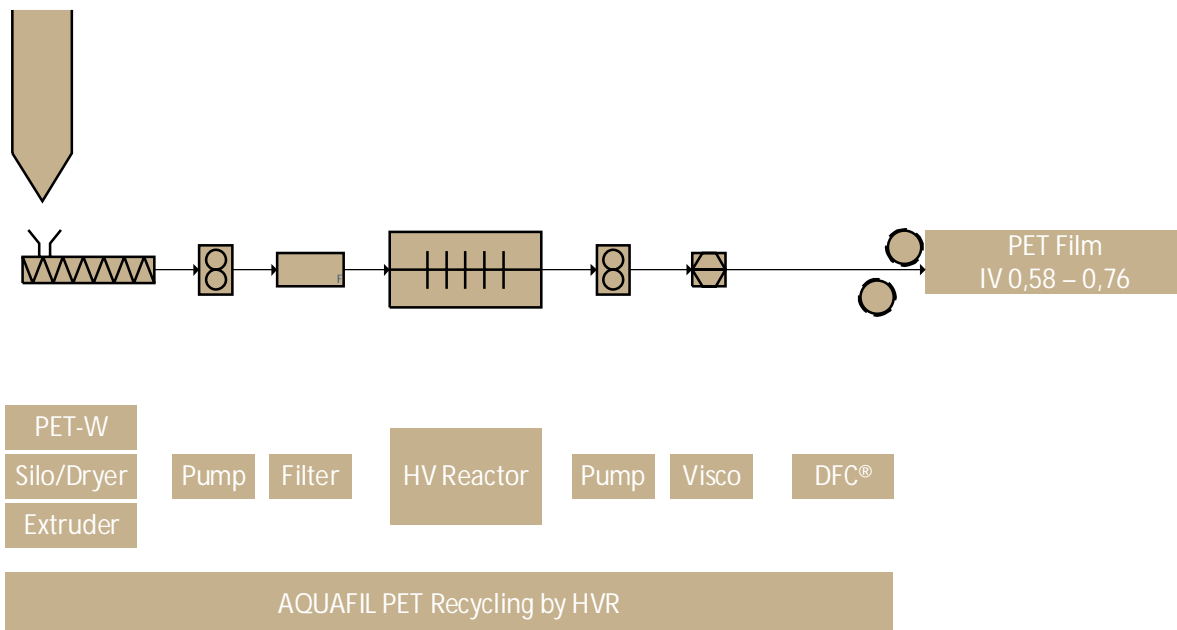 F
PET Film
IV 0,58 – 0,76
PET-W
Silo/Dryer
Extruder
Pump
Filter
HV Reactor
Pump
Visco
DFC®
AQUAFIL PET Recycling by HVR